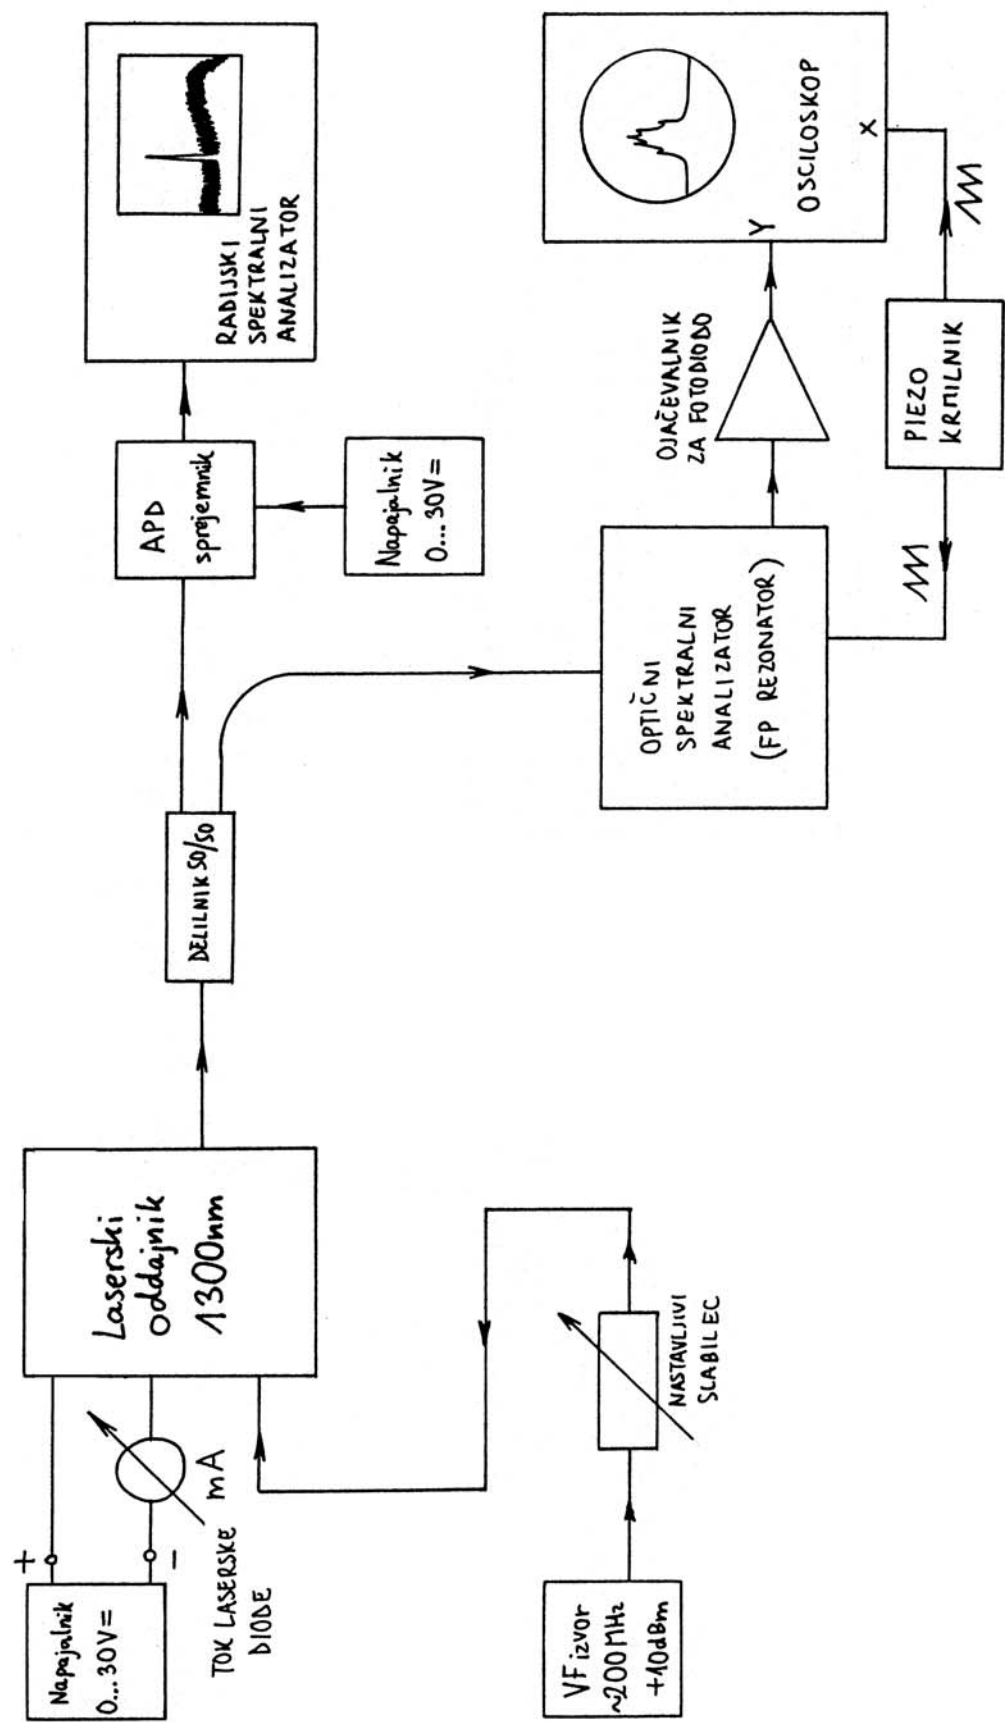 Napajalnik
0...30V=
+
-
mA
TOK LASERSKE
DIODE
Laserski
oddajnik
1300nm
VF izvor
~200MHz
+10dBm
NASTAVLJIVI
SLABILEC
DELILNIK 50/50
APD
sprejemnik
Napajalnik
0...30V=
RADIJSKI
SPEKTRALNI
ANALIZATOR
OPTIČNI
SPEKTRALNI
ANALIZATOR
(FP REZONATOR)
OJAČEVALNIK
ZA FOTODIODO
PIEZO
KRMILNIK
Y
OSCILOSKOP
X